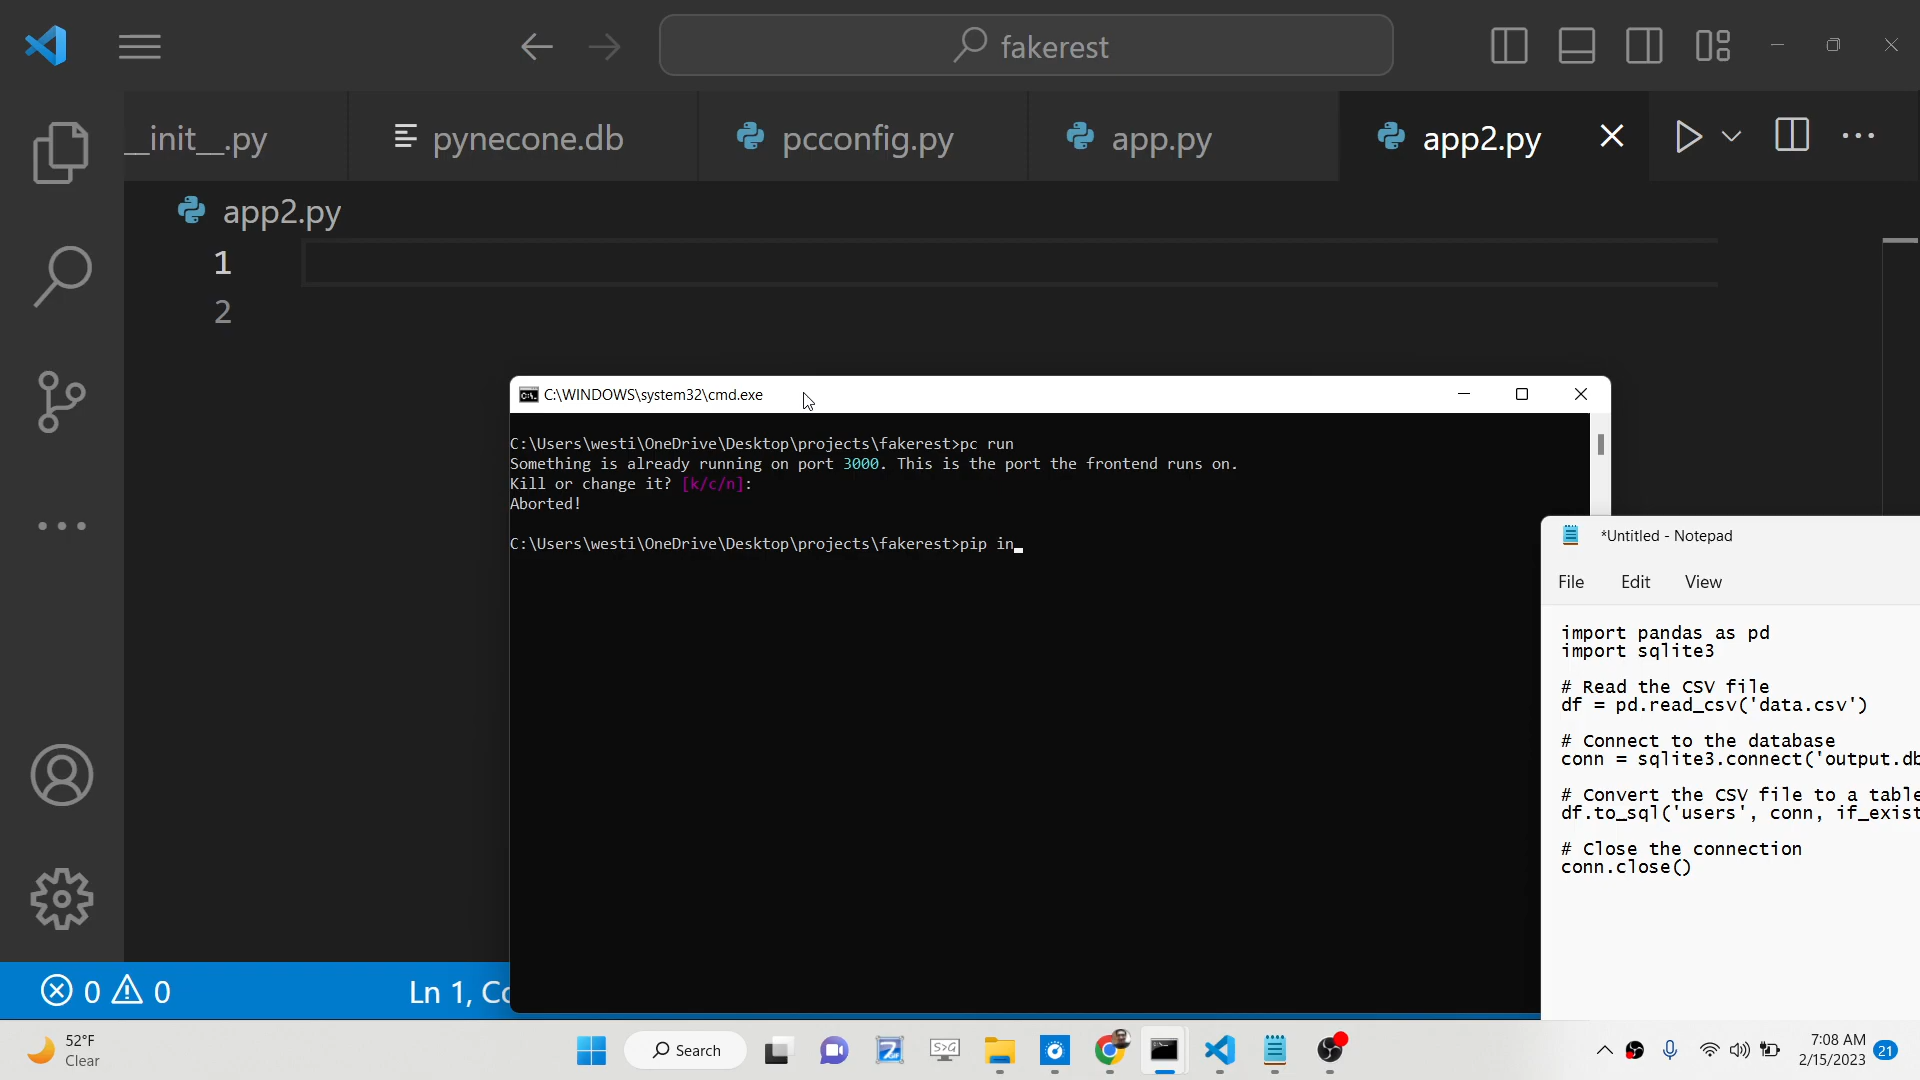 fakerest
__init__.py
pynecone.db
pcconfig.py
app.py
app2.py
app2.py
1
2
C:\WINDOWS\system32\cmd.exe
C:\Users\westi\OneDrive\Desktop\projects\fakerest>pc run
Something is already running on port 3000. This is the port the frontend runs on.
Kill or change it? [k/c/n]:
Aborted!
C:\Users\westi\OneDrive\Desktop\projects\fakerest>pip in_
*Untitled - Notepad
File Edit View
import pandas as pd
import sqlite3
# Read the CSV file
df = pd.read_csv('data.csv')
# Connect to the database
conn = sqlite3.connect('output.db
# Convert the CSV file to a table
df.to_sql('users', conn, if_exist
# Close the connection
conn.close()
0 0
Ln 1, Co
52°F
Clear
Search
7:08 AM
2/15/2023
21